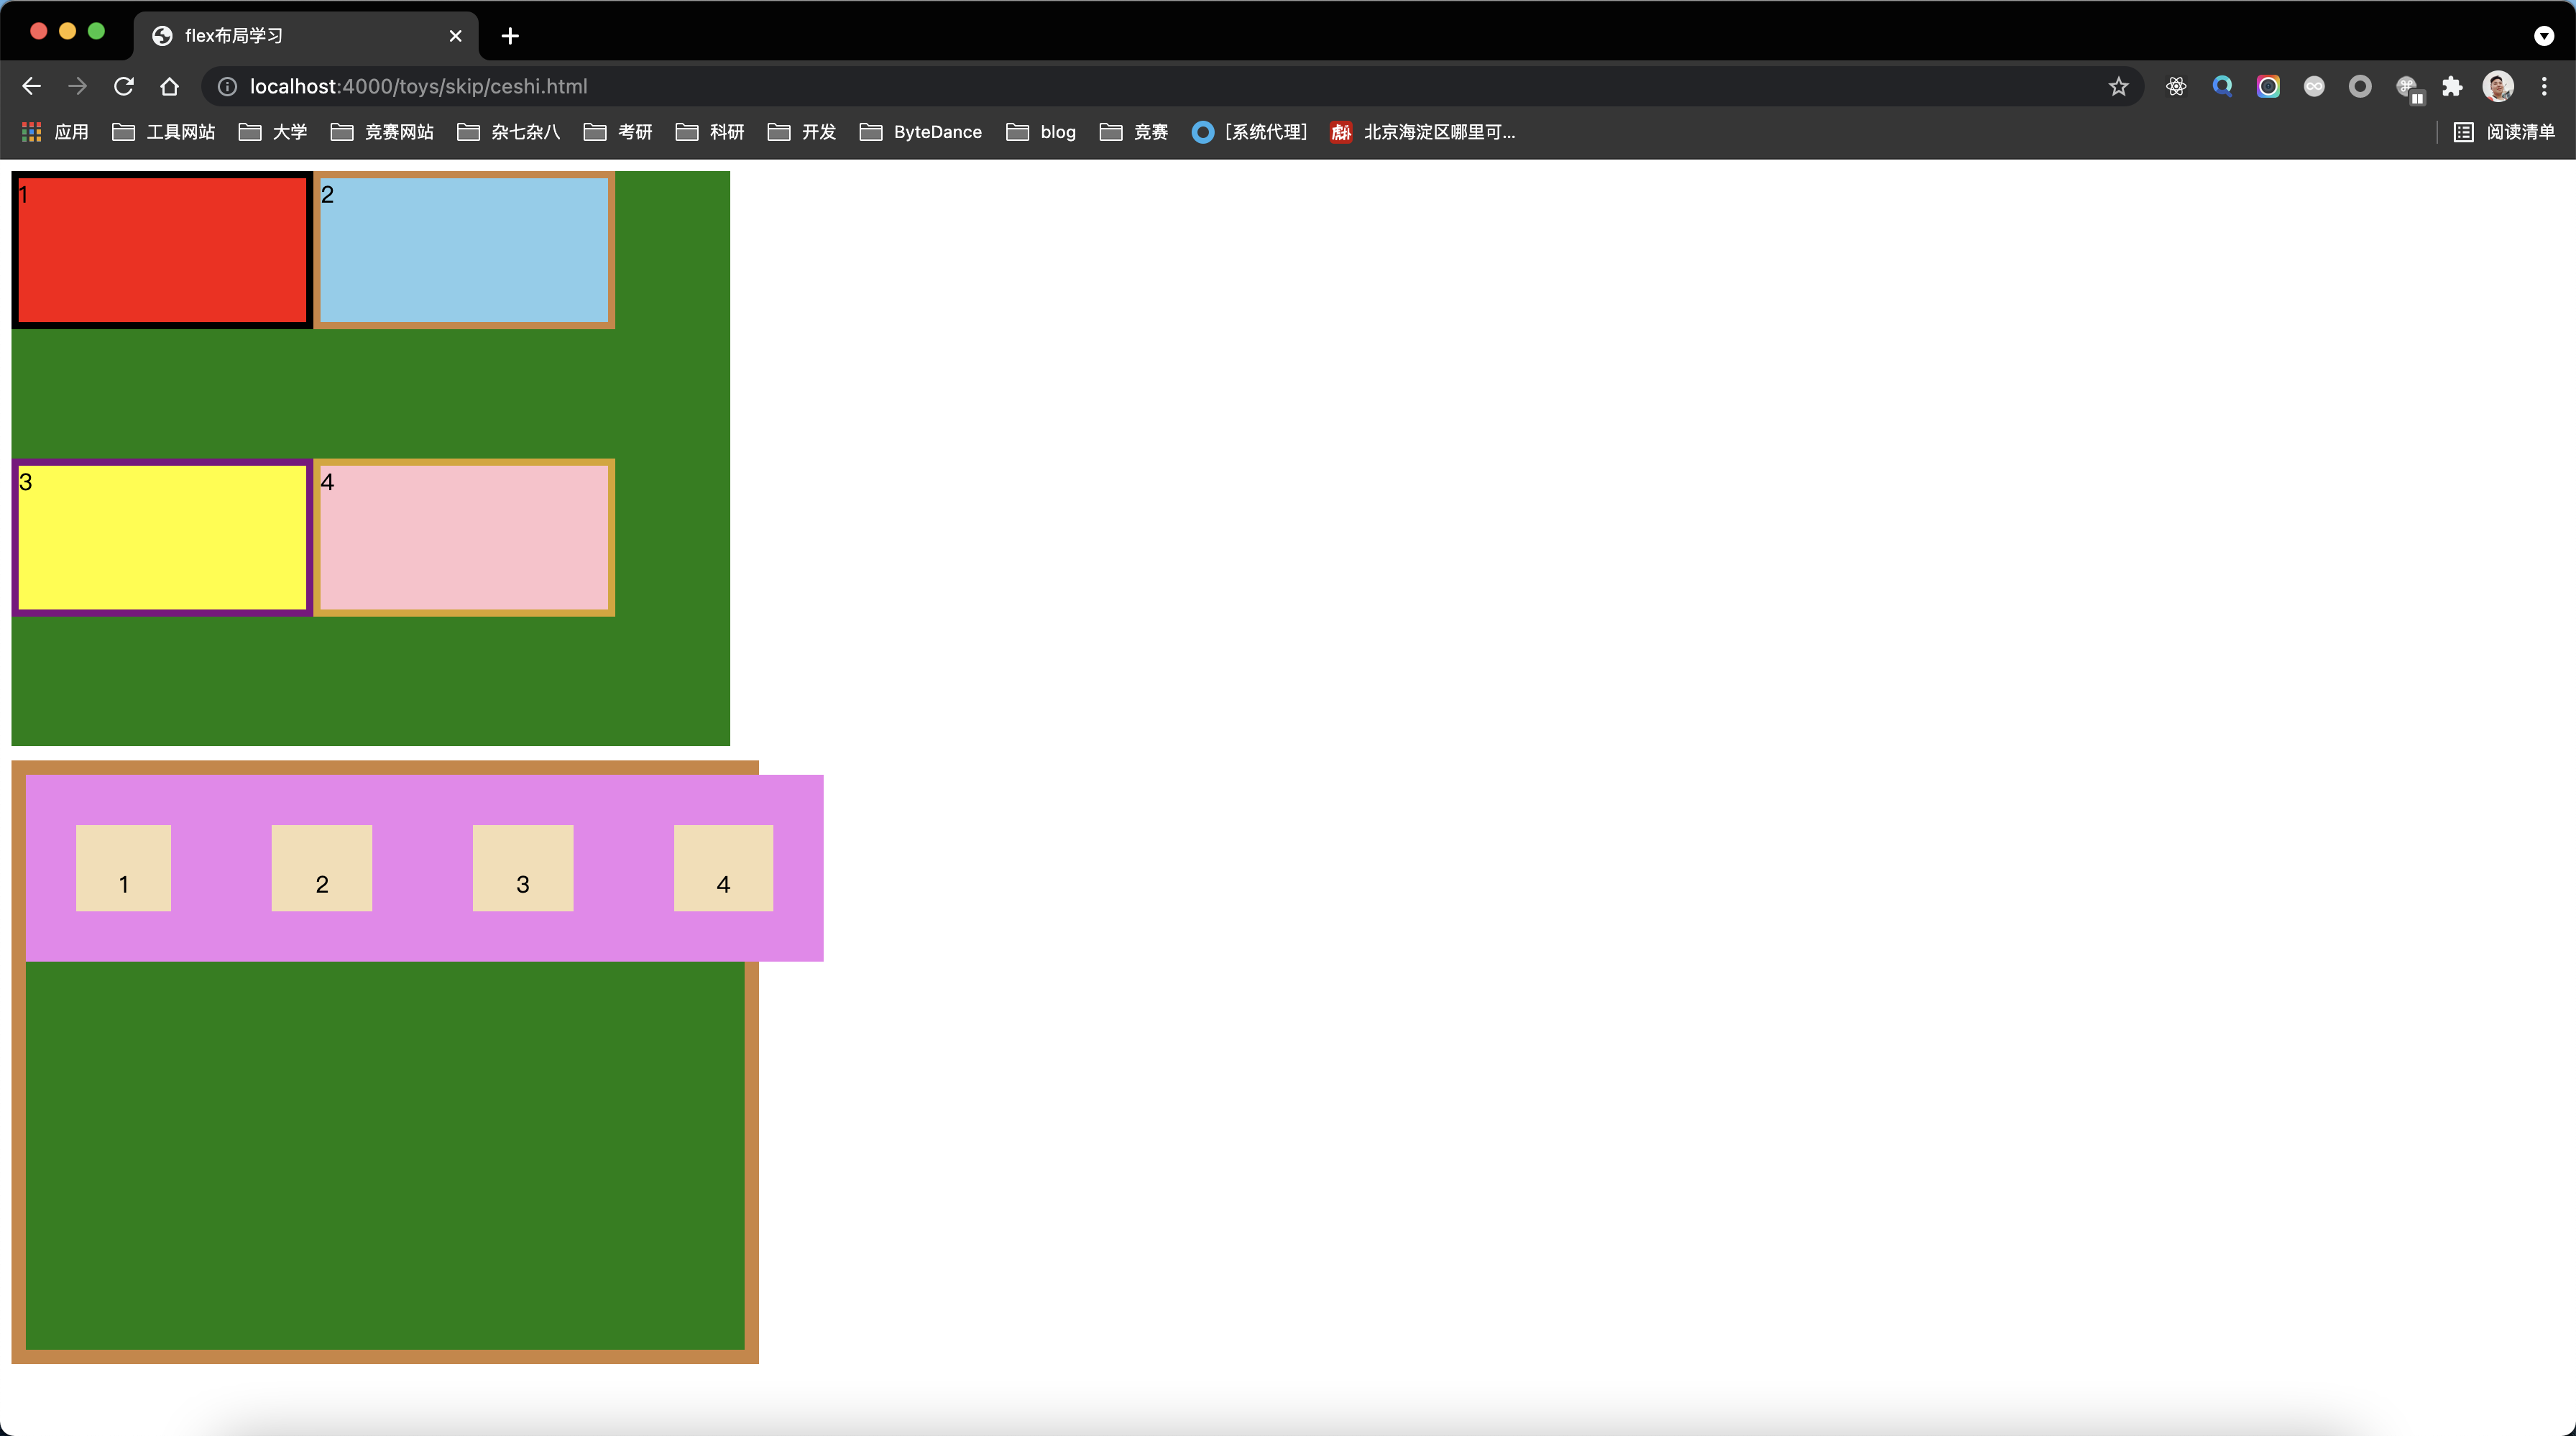 flex布局学习
localhost:4000/toys/skip/ceshi.html
应用 工具网站 大学 竞赛网站 杂七杂八 考研 科研 开发 ByteDance blog 竞赛 [系统代理] 北京海淀区哪里可... 阅读清单
1 2
3 4
1 2 3 4